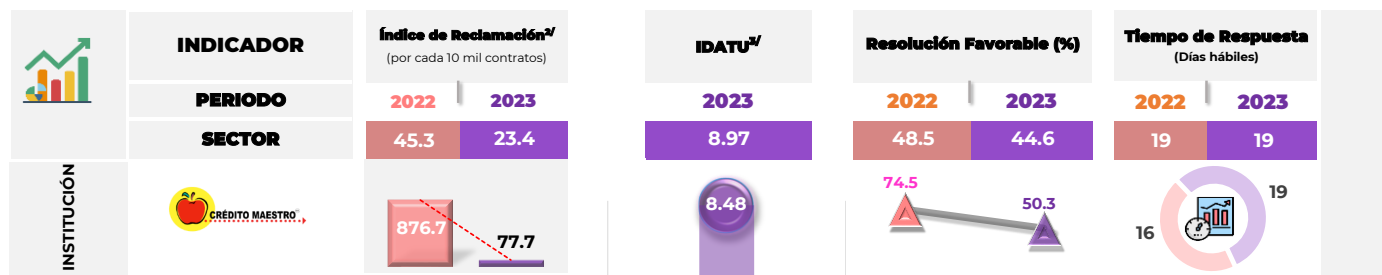 INDICADOR
Índice de Reclamación2/
(por cada 10 mil contratos)
IDATU3/
Resolución Favorable (%)
Tiempo de Respuesta
(Días hábiles)
PERIODO
2022 2023
2023
2022 2023
2022 2023
SECTOR
45.3 23.4
8.97
48.5 44.6
19 19
INSTITUCIÓN
CRÉDITO MAESTRO
876.7
77.7
8.48
74.5
50.3
16
19